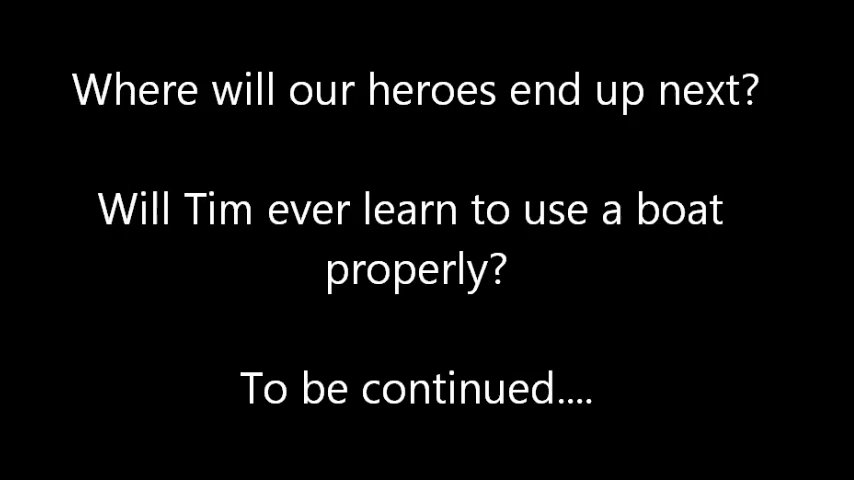 Where will our heroes end up next?
Will Tim ever learn to use a boat
properly?
To be continued....